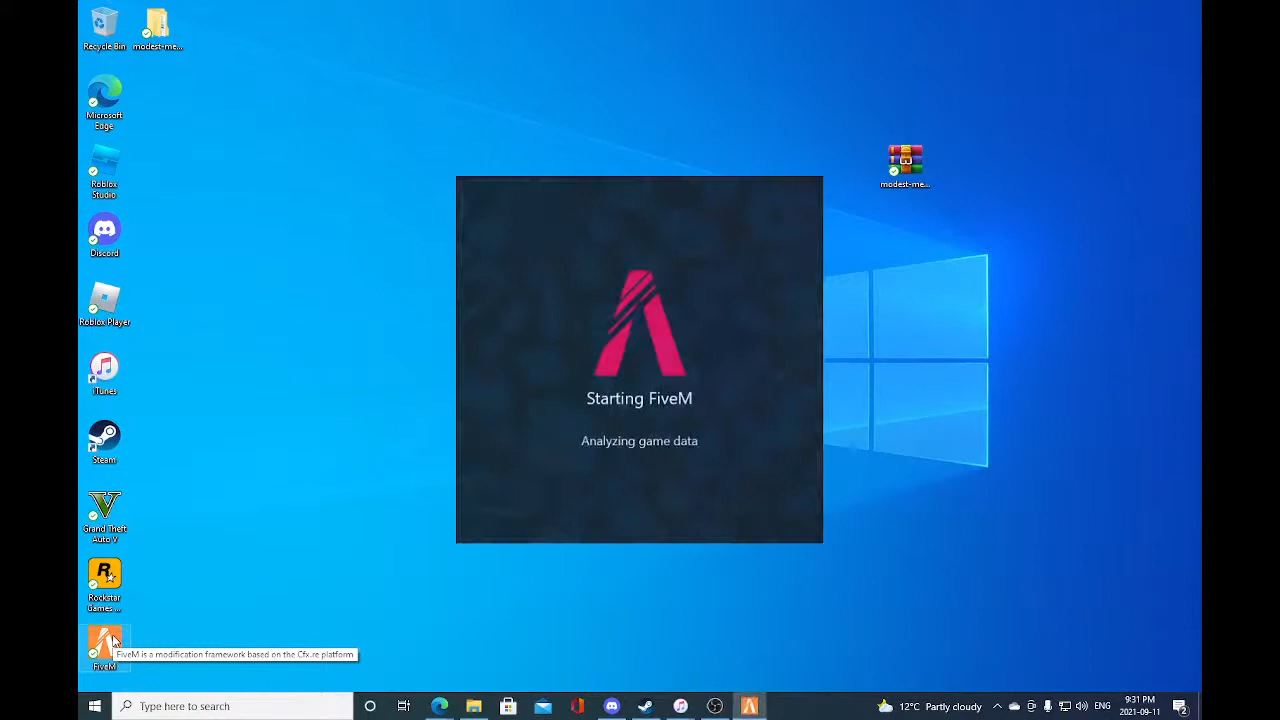 Recycle Bin
modest-me...
Microsoft
Edge
Roblox
Studio
Discord
Roblox Player
iTunes
Steam
Grand Theft
Auto V
Rockstar
Games ...
FiveM
FiveM is a modification framework based on the Cfx.re platform
modest-me...
Starting FiveM
Analyzing game data
Type here to search
12°C Partly cloudy
ENG
9:31 PM
2021-09-11
2